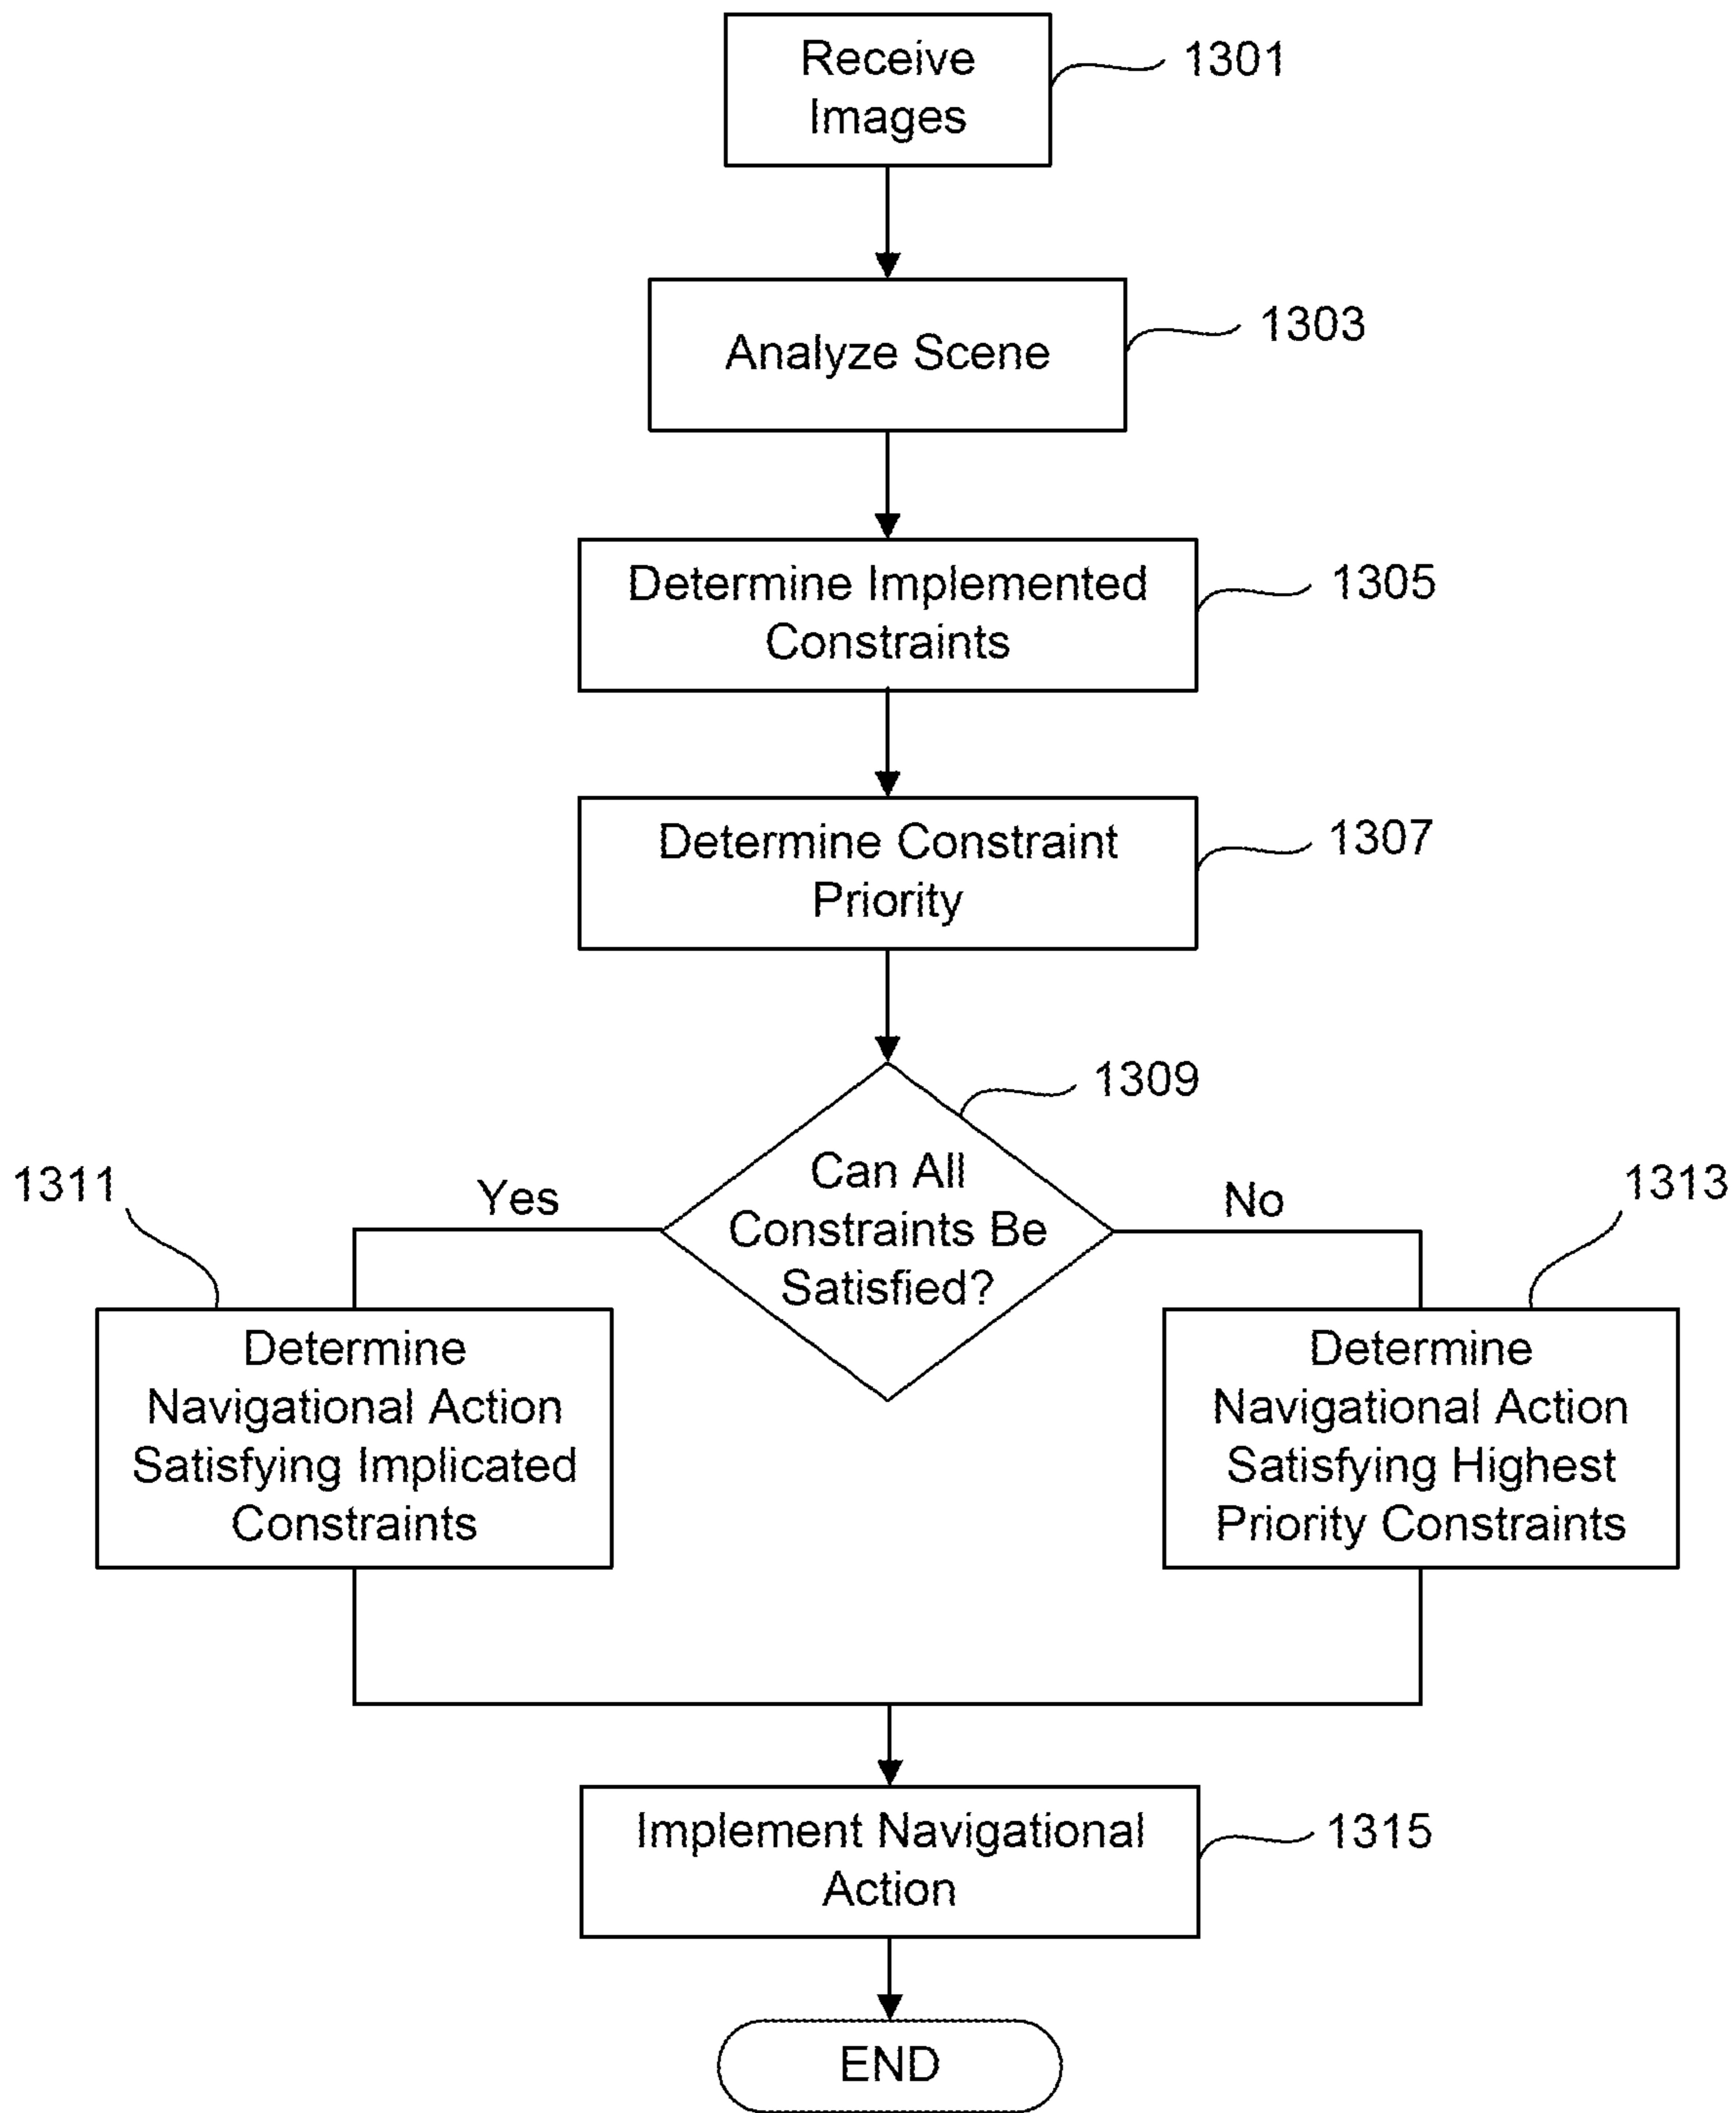 Receive
Images
1301
Analyze Scene
1303
Determine Implemented
Constraints
1305
Determine Constraint
Priority
1307
1309
Can All
Constraints Be
Satisfied?
Yes
No
1311
1313
Determine
Navigational Action
Satisfying Implicated
Constraints
Determine
Navigational Action
Satisfying Highest
Priority Constraints
Implement Navigational
Action
1315
END